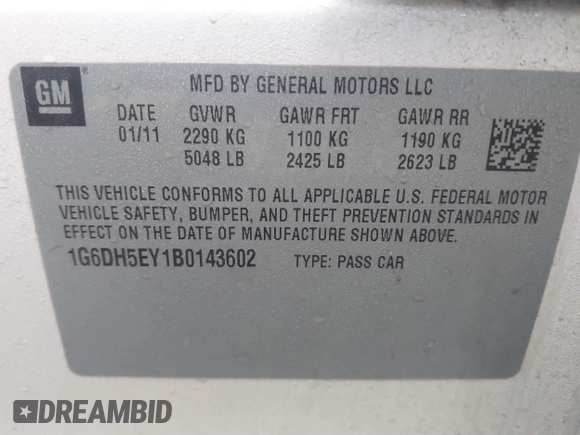 GM®
MFD BY GENERAL MOTORS LLC
DATE GVWR GAWR FRT GAWR RR
01/11 2290 KG 1100 KG 1190 KG
5048 LB 2425 LB 2623 LB
THIS VEHICLE CONFORMS TO ALL APPLICABLE U.S. FEDERAL MOTOR
VEHICLE SAFETY, BUMPER, AND THEFT PREVENTION STANDARDS IN
EFFECT ON THE DATE OF MANUFACTURE SHOWN ABOVE.
1G6DH5EY1B0143602 TYPE: PASS CAR
DREAMBID